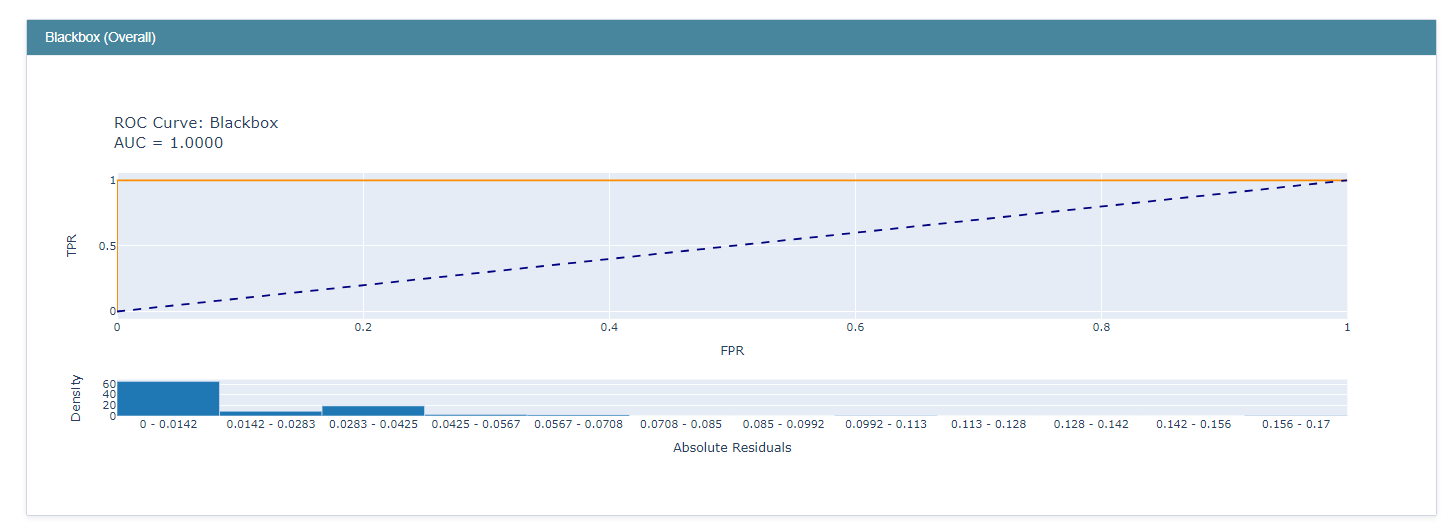 Blackbox (Overall)
ROC Curve: Blackbox
AUC = 1.0000
1
0.5
0
TPR
0 0.2 0.4 0.6 0.8 1
FPR
60
40
20
0
Density
0 - 0.0142 0.0142 - 0.0283 0.0283 - 0.0425 0.0425 - 0.0567 0.0567 - 0.0708 0.0708 - 0.085 0.085 - 0.0992 0.0992 - 0.113 0.113 - 0.128 0.128 - 0.142 0.142 - 0.156 0.156 - 0.17
Absolute Residuals